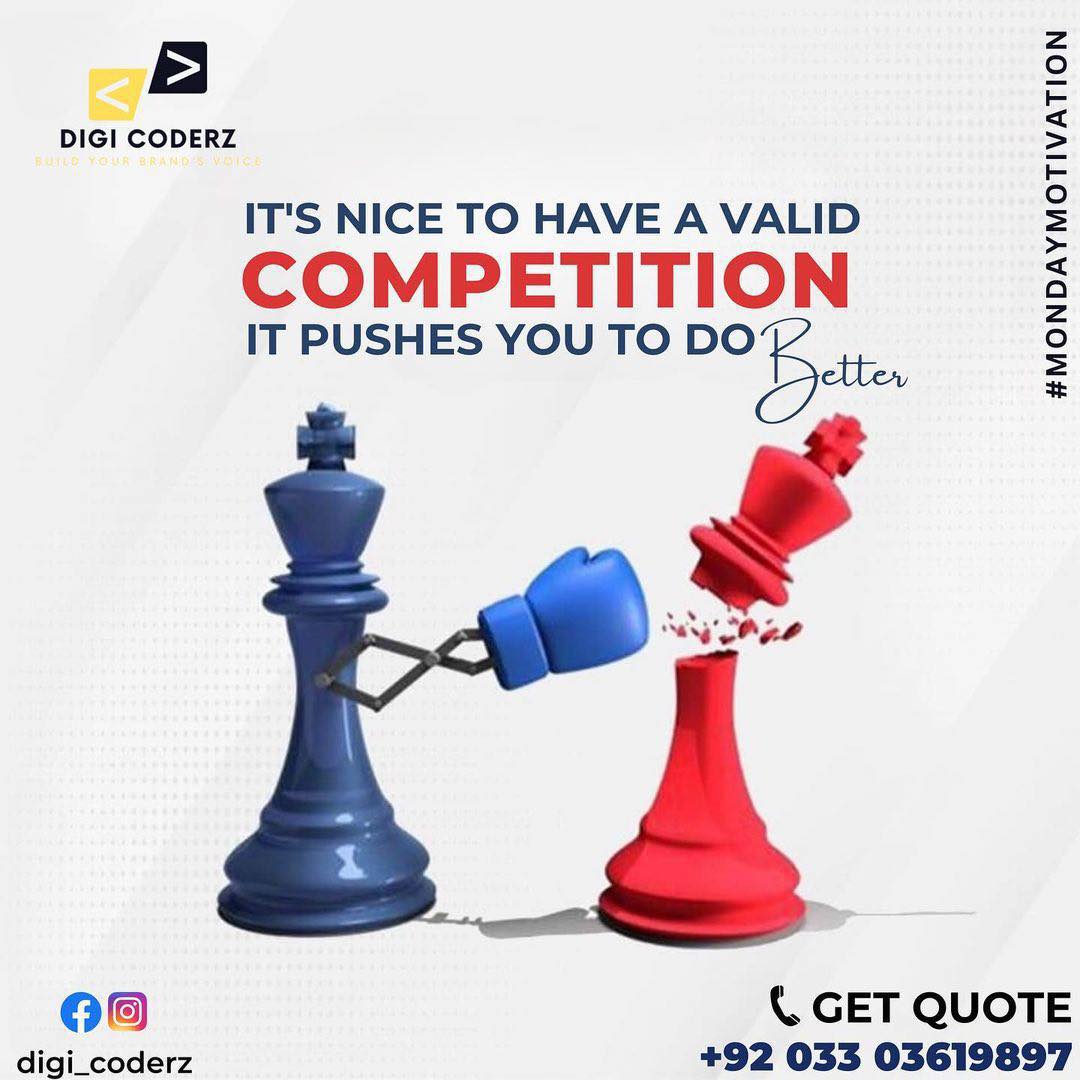 DIGI CODERZ
BUILD YOUR BRAND'S VOICE
#MONDAYMOTIVATION
IT'S NICE TO HAVE A VALID
COMPETITION
IT PUSHES YOU TO DO Better
digi_coderz
GET QUOTE
+92 033 03619897